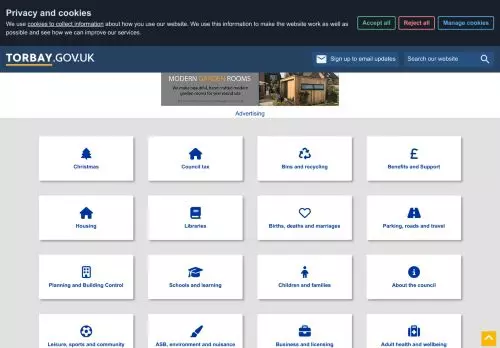 Privacy and cookies
We use cookies to collect information about how you use our website. We use this information to make the website work as well as
possible and see how we can improve our services.
Accept all
Reject all
Manage cookies
TORBAY.GOV.UK
Sign up to email updates
Search our website
MODERN GARDEN ROOMS
We make beautiful, hand crafted modern
garden rooms for year round use
Advertising
Christmas
Council tax
Bins and recycling
Benefits and Support
Housing
Libraries
Births, deaths and marriages
Parking, roads and travel
Planning and Building Control
Schools and learning
Children and families
About the council
Leisure, sports and community
ASB, environment and nuisance
Business and licensing
Adult health and wellbeing